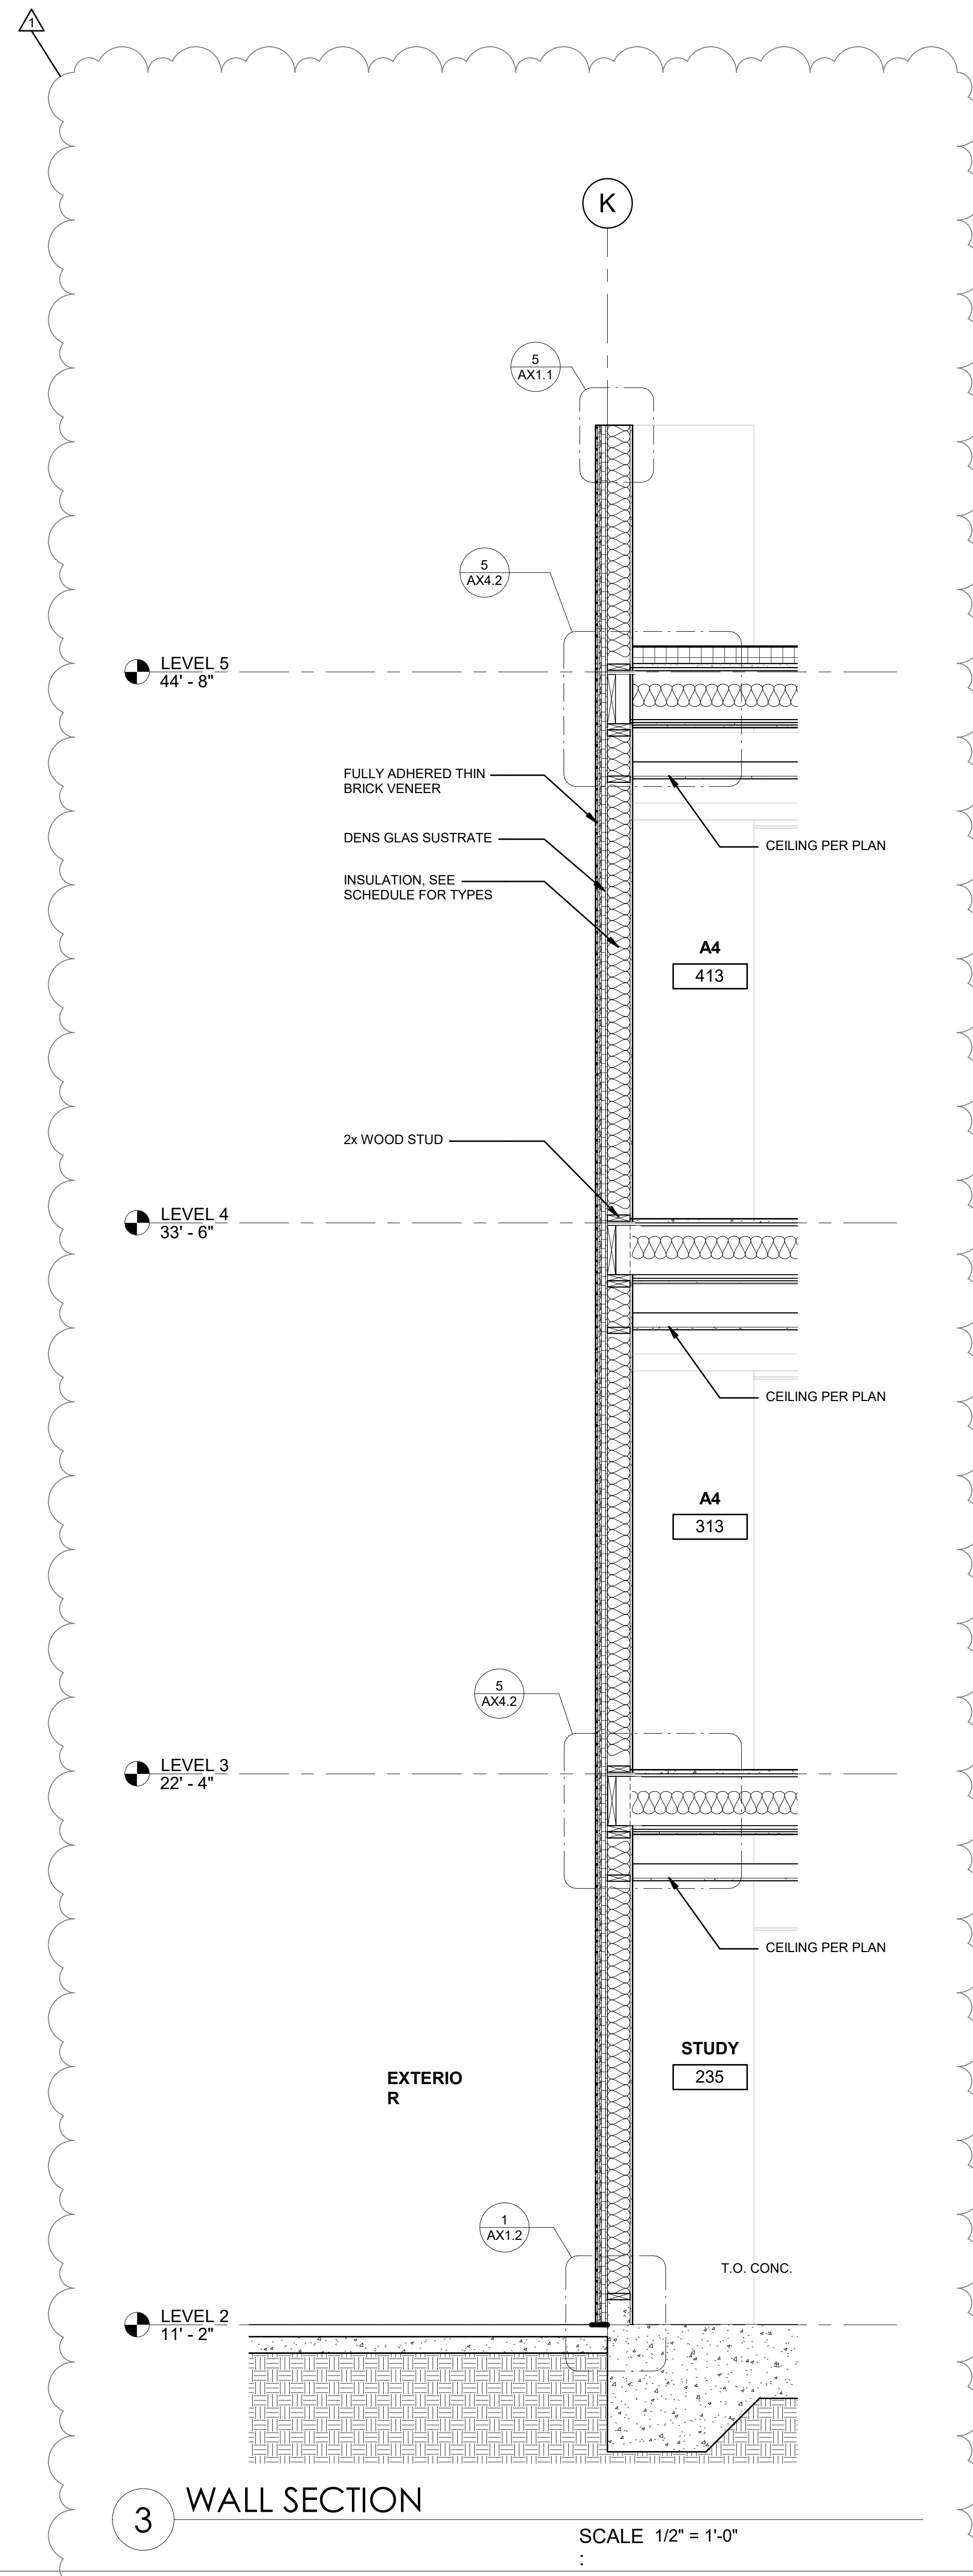 1
K
5
AX1.1
5
AX4.2
LEVEL 5
44' - 8"
FULLY ADHERED THIN
BRICK VENEER
DENS GLAS SUSTRATE
CEILING PER PLAN
INSULATION, SEE
SCHEDULE FOR TYPES
A4
413
2x WOOD STUD
LEVEL 4
33' - 6"
CEILING PER PLAN
A4
313
5
AX4.2
LEVEL 3
22' - 4"
CEILING PER PLAN
STUDY
235
EXTERIO
R
1
AX1.2
T.O. CONC.
LEVEL 2
11' - 2"
3
WALL SECTION
SCALE 1/2" = 1'-0"
: